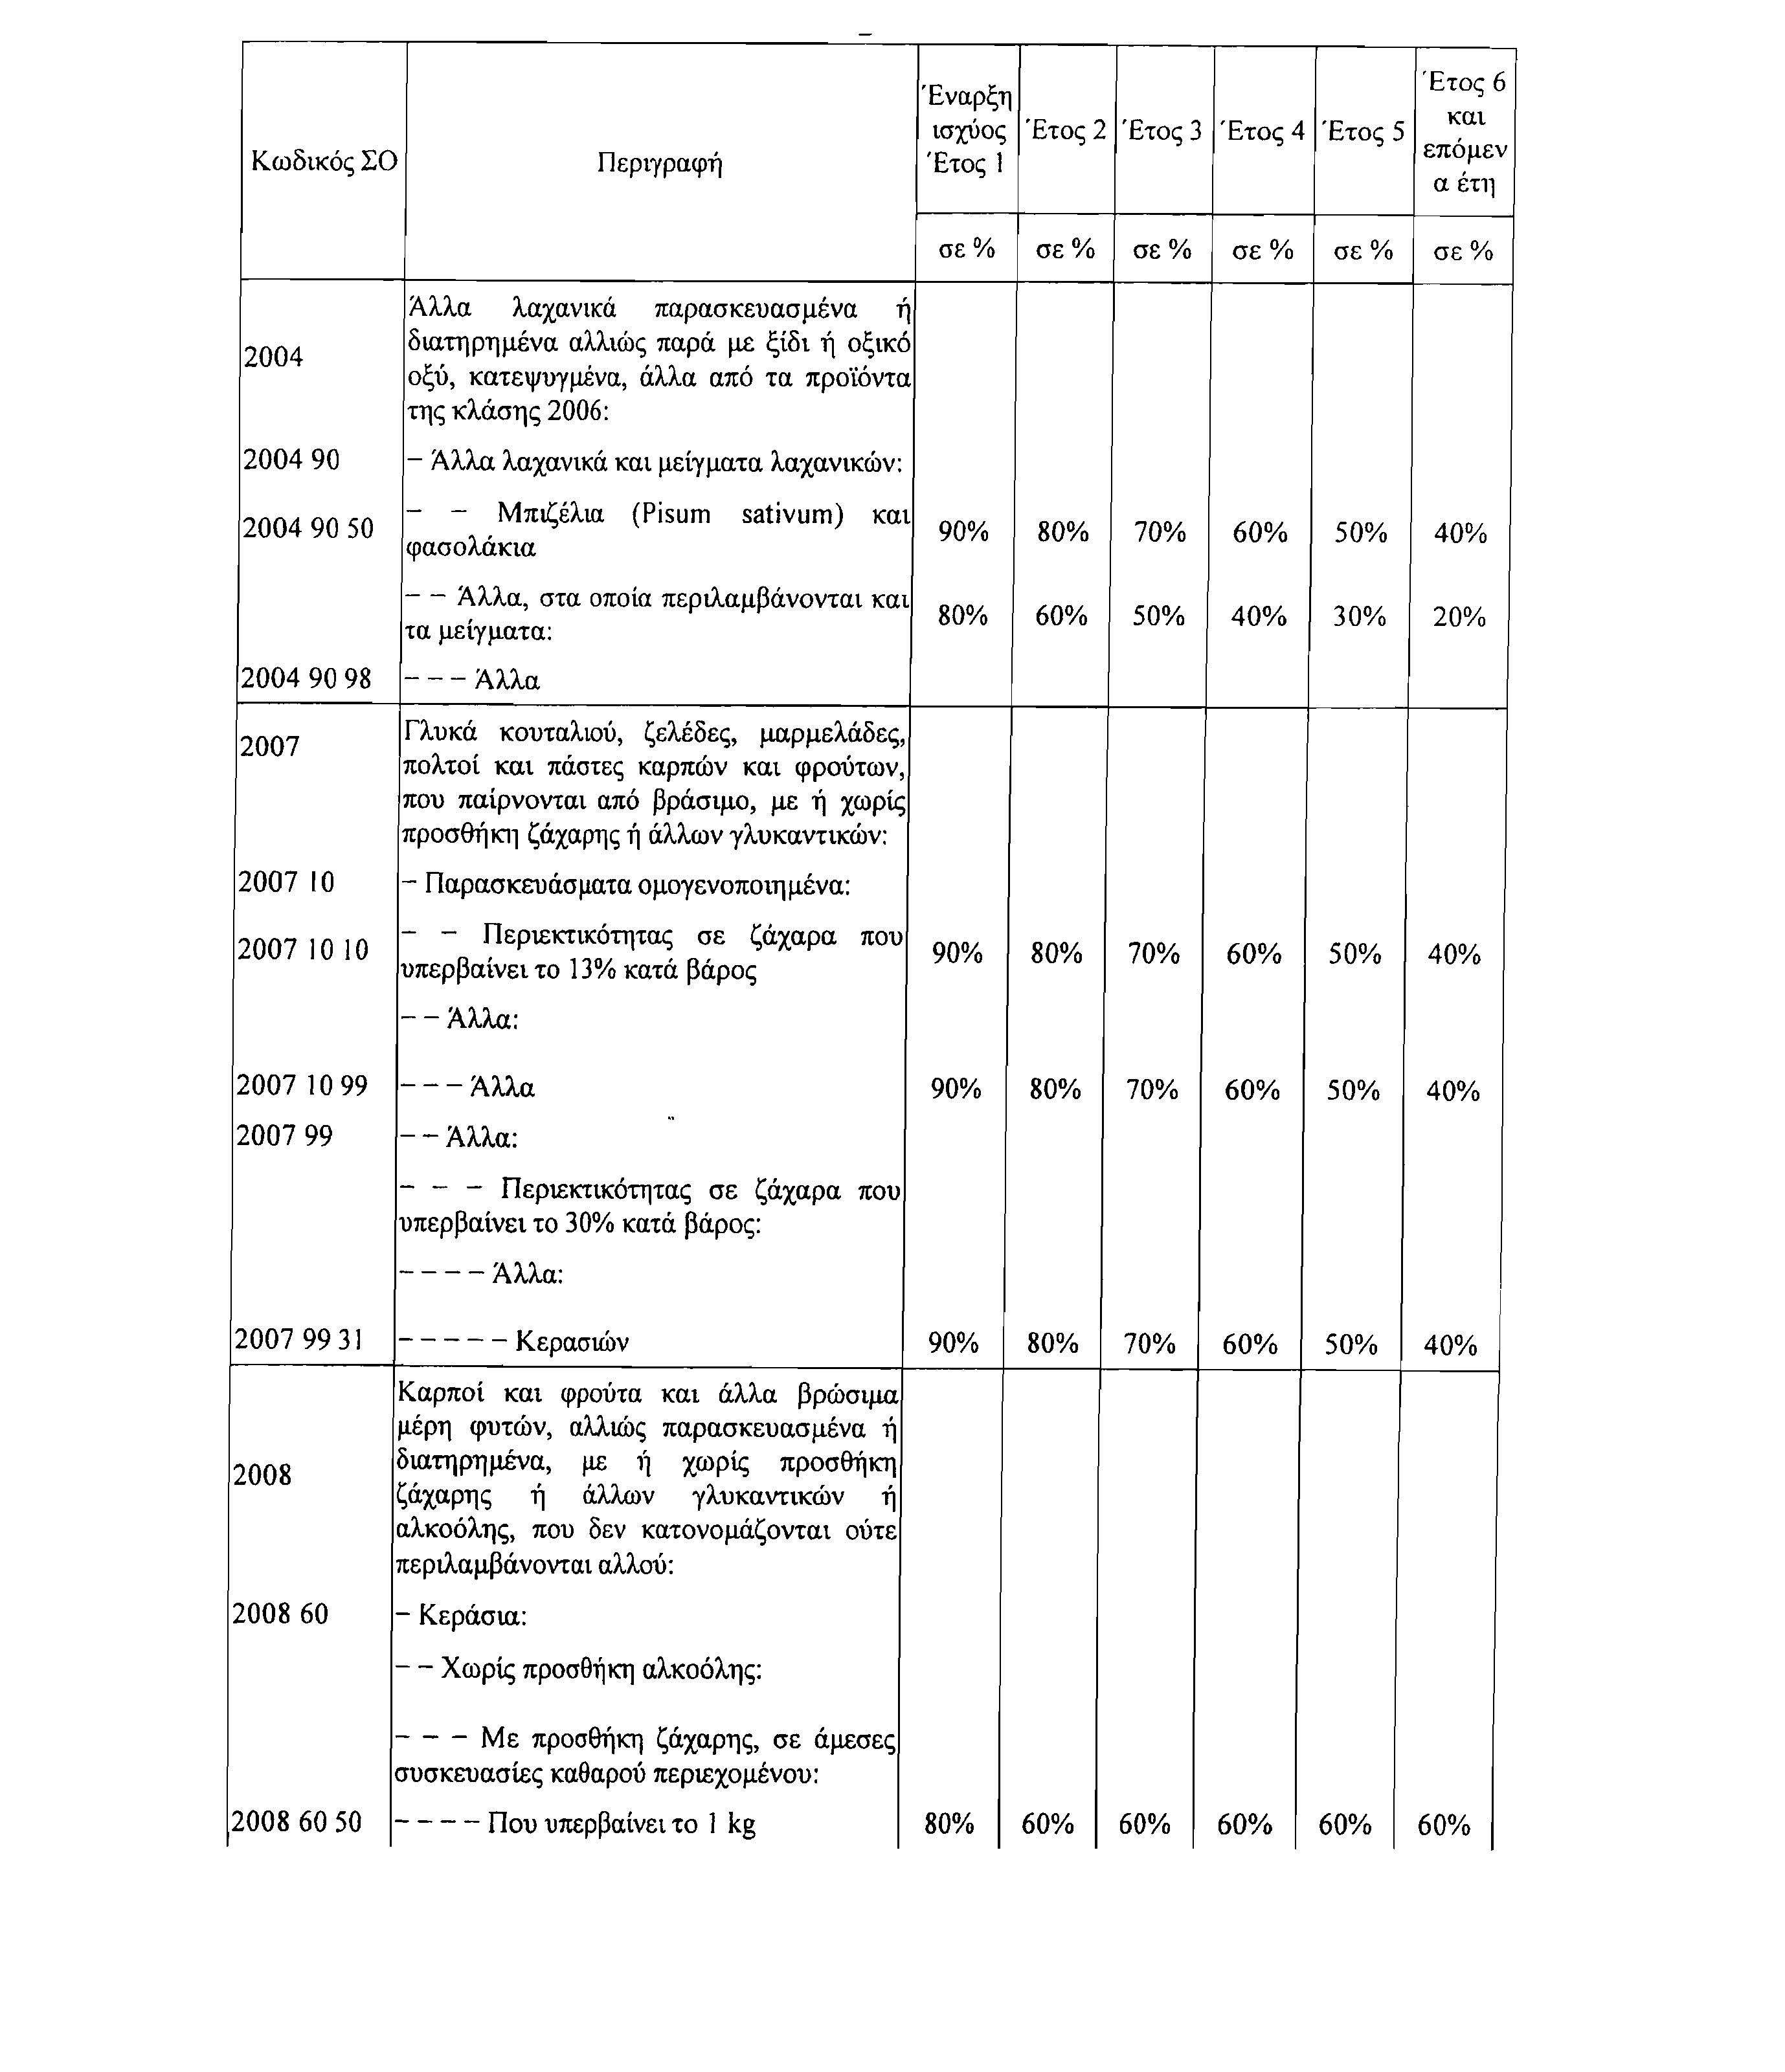 Κωδικός ΣΟ
Περιγραφή
Έναρξη
ισχύος
Έτος 1
Έτος 2
Έτος 3
Έτος 4
Έτος 5
Έτος 6
και
επόμεν
α έτη
σε % σε % σε % σε % σε % σε %
2004
Άλλα λαχανικά παρασκευασμένα ή
διατηρημένα αλλιώς παρά με ξίδι ή οξικό
οξύ, κατεψυγμένα, άλλα από τα προϊόντα
της κλάσης 2006:
2004 90 – Άλλα λαχανικά και μείγματα λαχανικών:
2004 90 50 – – Μπιζέλια (Pisum sativum) και
φασολάκια
90% 80% 70% 60% 50% 40%
– – Άλλα, στα οποία περιλαμβάνονται και
τα μείγματα:
80% 60% 50% 40% 30% 20%
2004 90 98 – – – Άλλα
2007
Γλυκά κουταλιού, ζελέδες, μαρμελάδες,
πολτοί και πάστες καρπών και φρούτων,
που παίρνονται από βράσιμο, με ή χωρίς
προσθήκη ζάχαρης ή άλλων γλυκαντικών:
2007 10 – Παρασκευάσματα ομογενοποιημένα:
2007 10 10 – – Περιεκτικότητας σε ζάχαρα που
υπερβαίνει το 13% κατά βάρος
90% 80% 70% 60% 50% 40%
– – Άλλα:
2007 10 99 – – – Άλλα 90% 80% 70% 60% 50% 40%
2007 99 – – Άλλα:
– – – Περιεκτικότητας σε ζάχαρα που
υπερβαίνει το 30% κατά βάρος:
– – – – Άλλα:
2007 99 31 – – – – – Κερασιών 90% 80% 70% 60% 50% 40%
2008
Καρποί και φρούτα και άλλα βρώσιμα
μέρη φυτών, αλλιώς παρασκευασμένα ή
διατηρημένα, με ή χωρίς προσθήκη
ζάχαρης ή άλλων γλυκαντικών ή
αλκοόλης, που δεν κατονομάζονται ούτε
περιλαμβάνονται αλλού:
2008 60 – Κεράσια:
– – Χωρίς προσθήκη αλκοόλης:
– – – Με προσθήκη ζάχαρης, σε άμεσες
συσκευασίες καθαρού περιεχομένου:
2008 60 50 – – – – Που υπερβαίνει το 1 kg 80% 60% 60% 60% 60% 60%